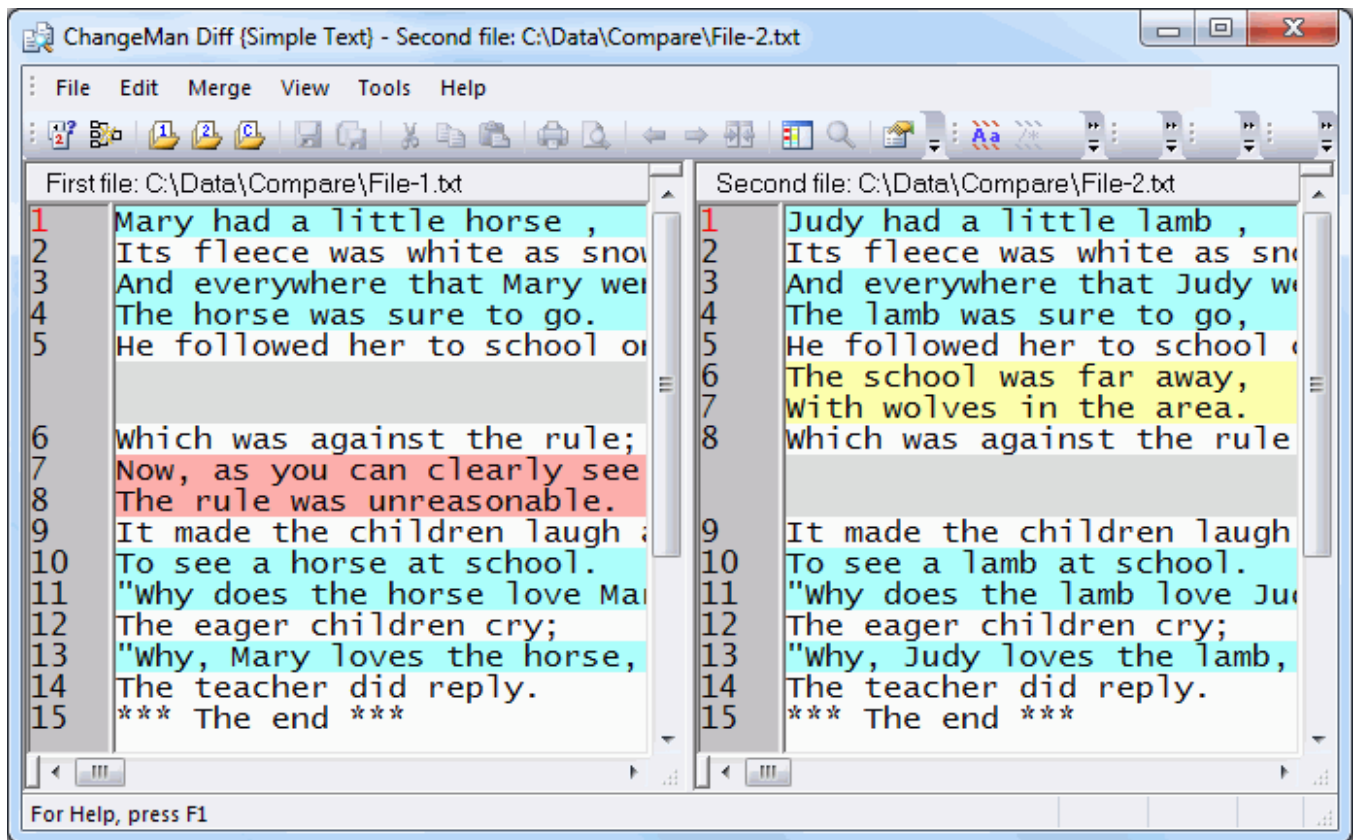 ChangeMan Diff {Simple Text} - Second file: C:\Data\Compare\File-2.txt
File Edit Merge View Tools Help
First file: C:\Data\Compare\File-1.txt
1 Mary had a little horse ,
2 Its fleece was white as snow
3 And everywhere that Mary
4 The horse was sure to go.
5 He followed her to school
6 Which was against the rule;
7 Now, as you can clearly see
8 The rule was unreasonable.
9 It made the children laugh
10 To see a horse at school.
11 "Why does the horse love
12 The eager children cry;
13 "Why, Mary loves the horse,
14 The teacher did reply.
15 *** The end ***
Second file: C:\Data\Compare\File-2.txt
1 Judy had a little lamb ,
2 Its fleece was white as
3 And everywhere that Judy
4 The lamb was sure to go,
5 He followed her to school
6 The school was far away,
7 With wolves in the area.
8 Which was against the rule
9 It made the children laugh
10 To see a lamb at school.
11 "Why does the lamb love
12 The eager children cry;
13 "Why, Judy loves the lamb,
14 The teacher did reply.
15 *** The end ***
For Help, press F1